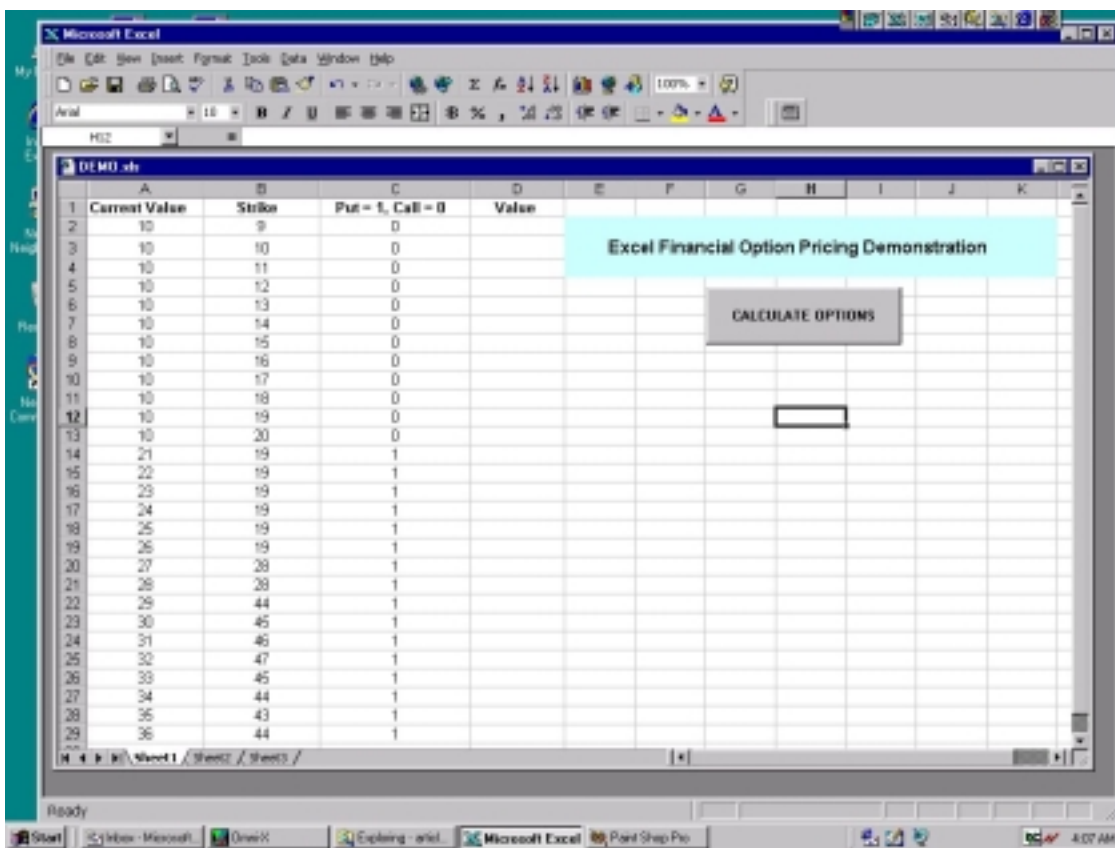 Microsoft Excel
File Edit View Insert Format Tools Data Window Help
100%
Arial 10 B I U $ % ,
H12 =
DEMO.xls
A B C D E F G H I J K
1 Current Value Strike Put = 1, Call = 0 Value
2 10 9 0
3 10 10 0
4 10 11 0
5 10 12 0
6 10 13 0
7 10 14 0
8 10 15 0
9 10 16 0
10 10 17 0
11 10 18 0
12 10 19 0
13 10 20 0
14 21 19 1
15 22 19 1
16 23 19 1
17 24 19 1
18 25 19 1
19 26 19 1
20 27 28 1
21 28 28 1
22 29 44 1
23 30 45 1
24 31 46 1
25 32 47 1
26 33 45 1
27 34 44 1
28 35 43 1
29 36 44 1
Excel Financial Option Pricing Demonstration
CALCULATE OPTIONS
Sheet1 Sheet2 Sheet3
Ready
Start Inbox - Microsoft... Exploring - Microsoft Excel Paint Shop Pro 4:07 AM